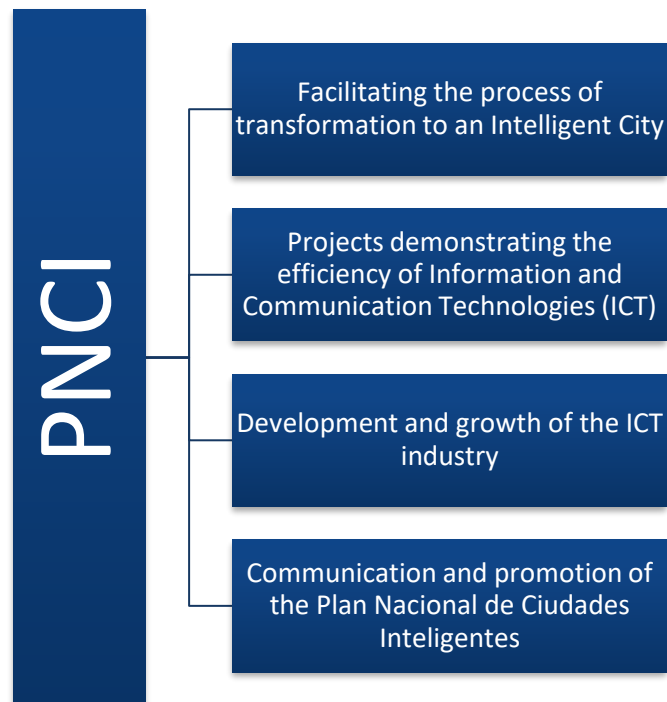 PNCI
Facilitating the process of
transformation to an Intelligent City
Projects demonstrating the
efficiency of Information and
Communication Technologies (ICT)
Development and growth of the ICT
industry
Communication and promotion of
the Plan Nacional de Ciudades
Inteligentes